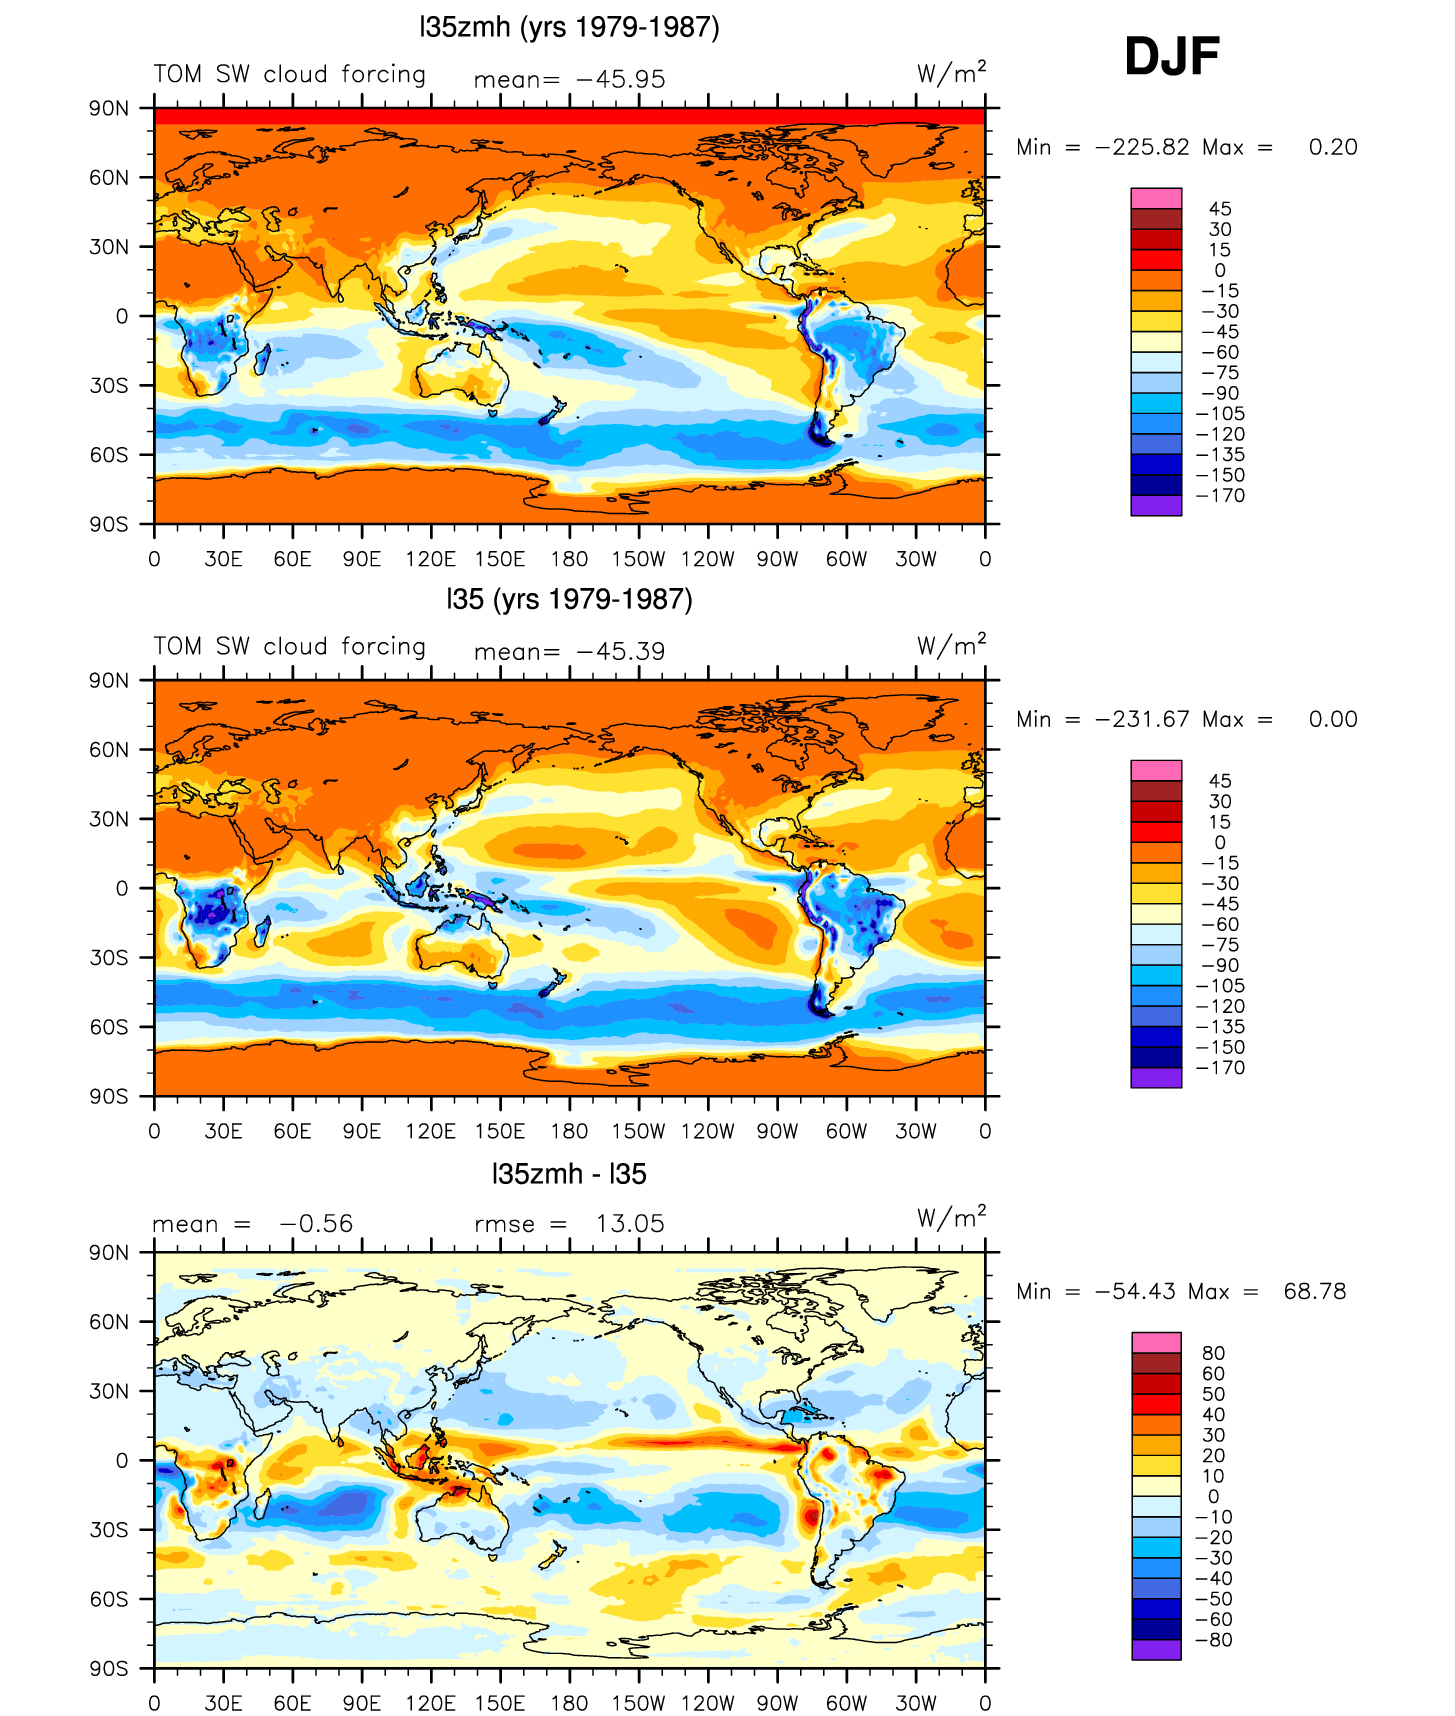 l35zmh (yrs 1979-1987)
DJF
TOM SW cloud forcing mean= −45.95 W/m²
Min = −225.82 Max = 0.20
90N
60N
30N
0
30S
60S
90S
0 30E 60E 90E 120E 150E 180 150W 120W 90W 60W 30W 0
45
30
15
0
−15
−30
−45
−60
−75
−90
−105
−120
−135
−150
−170
l35 (yrs 1979-1987)
TOM SW cloud forcing mean= −45.39 W/m²
Min = −231.67 Max = 0.00
90N
60N
30N
0
30S
60S
90S
0 30E 60E 90E 120E 150E 180 150W 120W 90W 60W 30W 0
45
30
15
0
−15
−30
−45
−60
−75
−90
−105
−120
−135
−150
−170
l35zmh - l35
mean = −0.56 rmse = 13.05 W/m²
Min = −54.43 Max = 68.78
90N
60N
30N
0
30S
60S
90S
0 30E 60E 90E 120E 150E 180 150W 120W 90W 60W 30W 0
80
60
50
40
30
20
10
0
−10
−20
−30
−40
−50
−60
−80